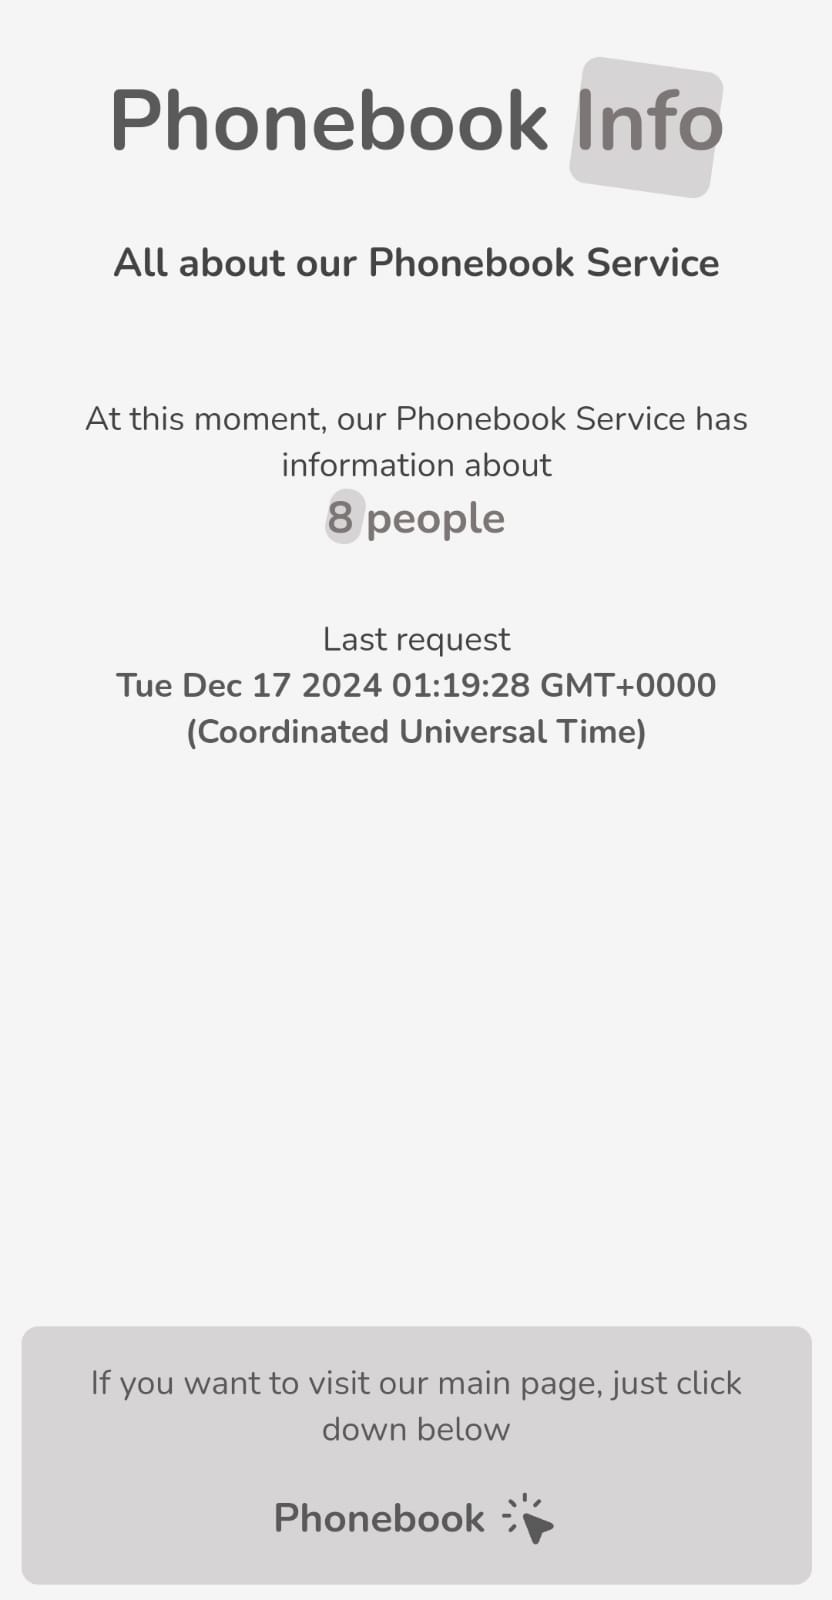 Phonebook Info
All about our Phonebook Service
At this moment, our Phonebook Service has
information about
8 people
Last request
Tue Dec 17 2024 01:19:28 GMT+0000
(Coordinated Universal Time)
If you want to visit our main page, just click
down below
Phonebook